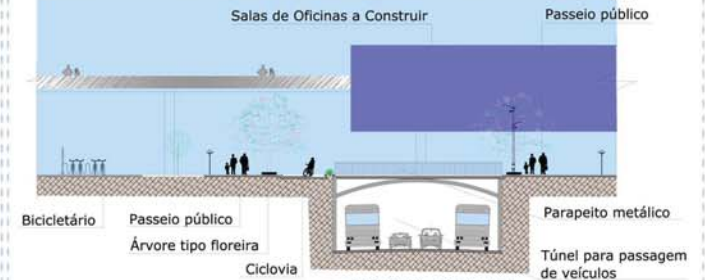 Salas de Oficinas a Construir
Passeio público
Bicicletário
Passeio público
Árvore tipo floreira
Ciclovia
Parapeito metálico
Túnel para passagem
de veículos